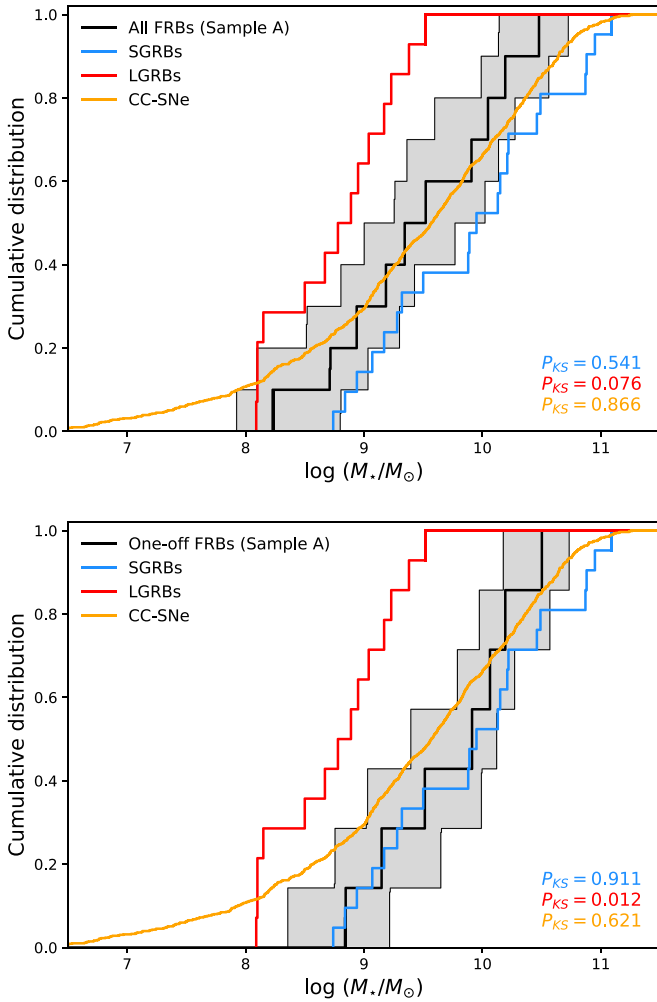 1.0
0.8
0.6
0.4
0.2
0.0
Cumulative distribution
All FRBs (Sample A)
SGRBs
LGRBs
CC-SNe
P_KS = 0.541
P_KS = 0.076
P_KS = 0.866
7 8 9 10 11
log (M⋆/M⊙)
1.0
0.8
0.6
0.4
0.2
0.0
Cumulative distribution
One-off FRBs (Sample A)
SGRBs
LGRBs
CC-SNe
P_KS = 0.911
P_KS = 0.012
P_KS = 0.621
7 8 9 10 11
log (M⋆/M⊙)